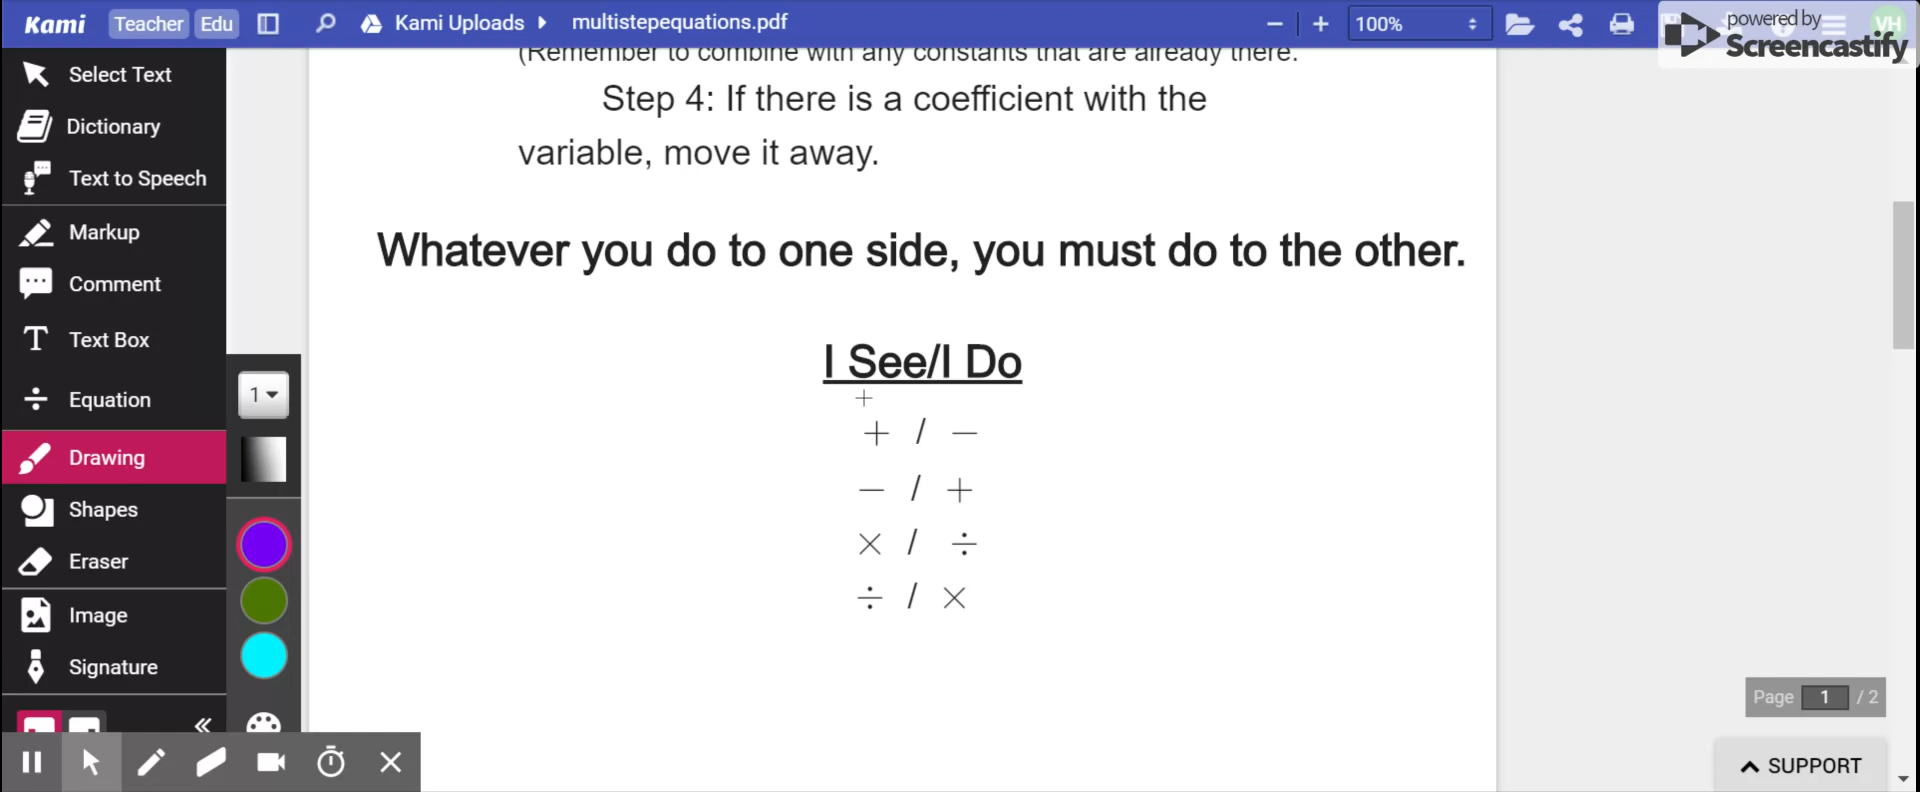 Kami Teacher Edu Kami Uploads multistepequations.pdf 100% VH
powered by
Screencastify
Select Text
Dictionary
Text to Speech
Markup
Comment
Text Box
Equation
Drawing
Shapes
Eraser
Image
Signature
1
(Remember to combine with any constants that are already there.
Step 4: If there is a coefficient with the
variable, move it away.
Whatever you do to one side, you must do to the other.
I See/I Do
+ / −
− / +
× / ÷
÷ / ×
Page 1 / 2
SUPPORT